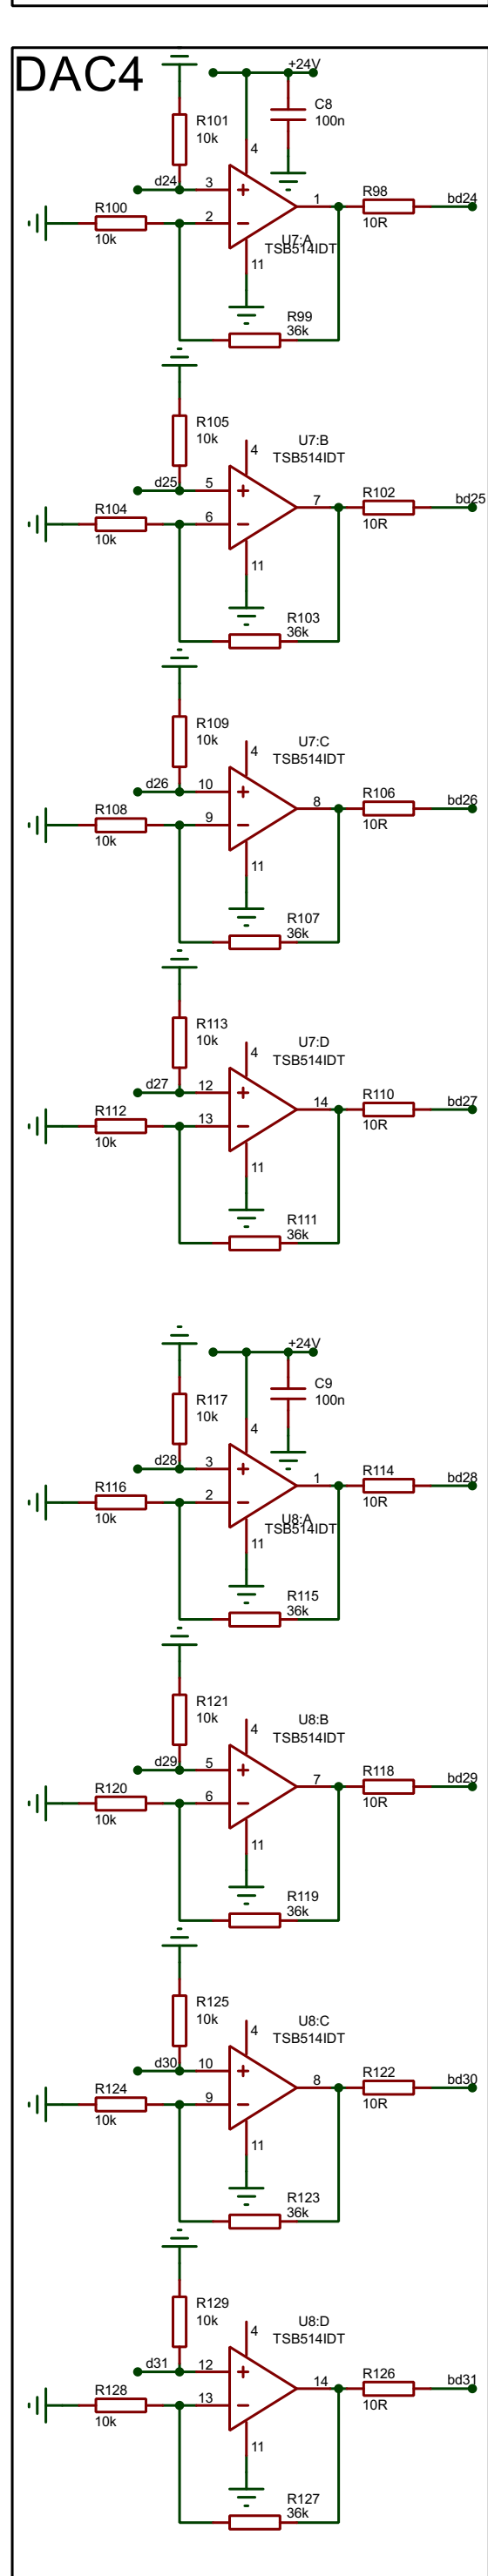 DAC4
+24V
R101
10k
C8
100n
4
d24
3
1
R98
bd24
10R
R100
10k
2
U7:A
TSB514IDT
11
R99
36k
R105
10k
4
U7:B
TSB514IDT
d25
5
7
R102
bd25
10R
R104
10k
6
11
R103
36k
R109
10k
4
U7:C
TSB514IDT
d26
10
8
R106
bd26
10R
R108
10k
9
11
R107
36k
R113
10k
4
U7:D
TSB514IDT
d27
12
14
R110
bd27
10R
R112
10k
13
11
R111
36k
+24V
R117
10k
C9
100n
4
d28
3
1
R114
bd28
10R
R116
10k
2
U8:A
TSB514IDT
11
R115
36k
R121
10k
4
U8:B
TSB514IDT
d29
5
7
R118
bd29
10R
R120
10k
6
11
R119
36k
R125
10k
4
U8:C
TSB514IDT
d30
10
8
R122
bd30
10R
R124
10k
9
11
R123
36k
R129
10k
4
U8:D
TSB514IDT
d31
12
14
R126
bd31
10R
R128
10k
13
11
R127
36k